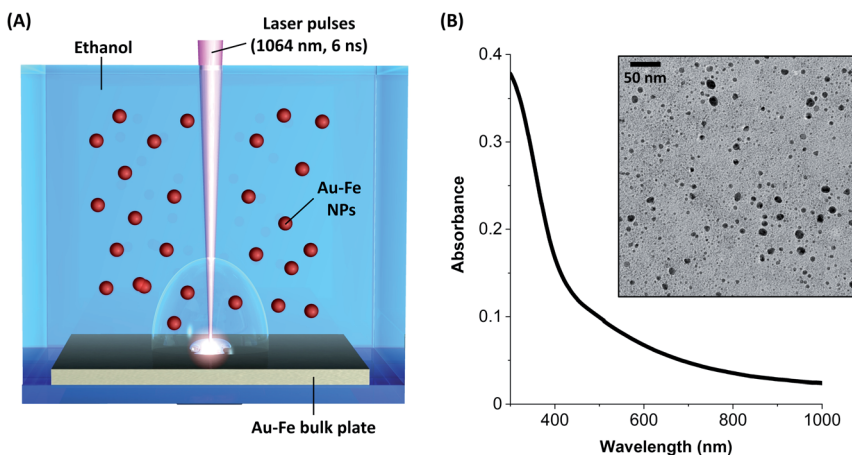 (A)
Laser pulses
(1064 nm, 6 ns)
Ethanol
Au-Fe
NPs
Au-Fe bulk plate
(B)
0.4
0.3
0.2
0.1
0
Absorbance
50 nm
400
600
800
1000
Wavelength (nm)